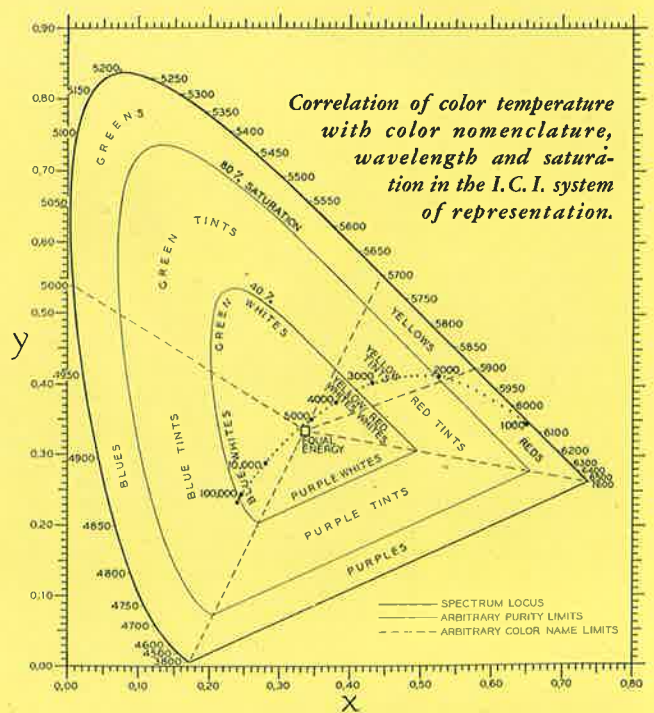 Correlation of color temperature
with color nomenclature,
wavelength and satura-
tion in the I.C.I. system
of representation.
0,90
0,80
0,70
0,60
0,50
0,40
0,30
0,20
0,10
0,00
y
0,00
0,10
0,20
0,30
0,40
0,50
0,60
0,70
0,80
x
5200
5250
5300
5350
5400
5450
5500
5550
5600
5650
5700
5750
5800
5850
5900
5950
6000
6100
6200
6300
6400
5150
5050
5000
4950
4900
4850
4800
4750
4700
4600
4500
3800
GREENS
80% SATURATION
GREEN TINTS
40%
GREEN WHITES
YELLOWS
YELLOW TINTS
YELLOW WHITES
RED WHITES
RED TINTS
REDS
BLUES
BLUE TINTS
BLUE WHITES
PURPLE WHITES
PURPLE TINTS
PURPLES
EQUAL
ENERGY
1000
2000
3000
4000
5000
10,000
100,000
SPECTRUM LOCUS
ARBITRARY PURITY LIMITS
ARBITRARY COLOR NAME LIMITS